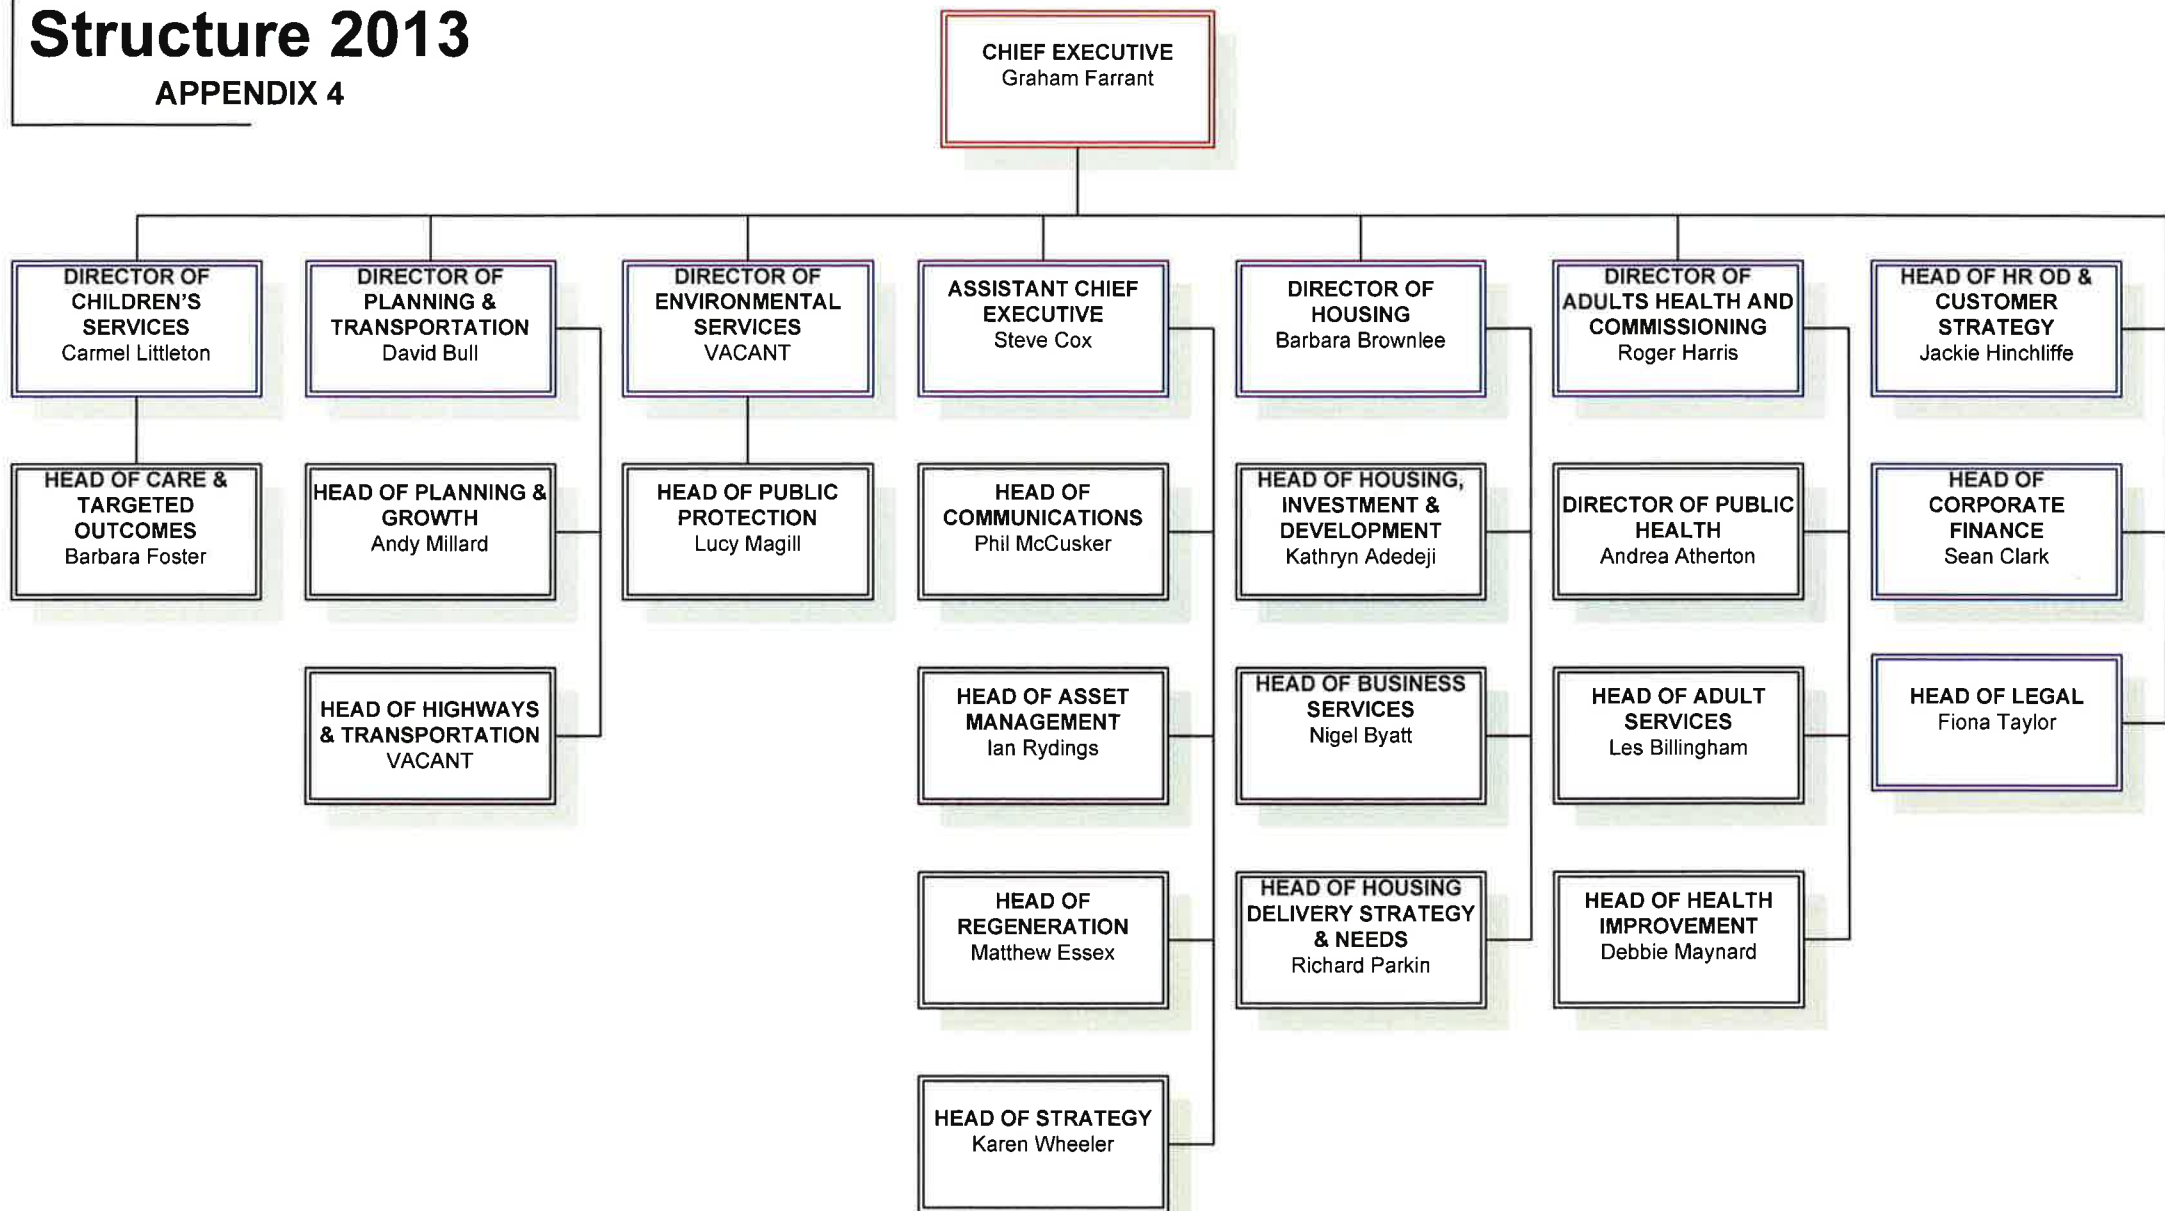 Structure 2013
APPENDIX 4
CHIEF EXECUTIVE
Graham Farrant
DIRECTOR OF
CHILDREN'S
SERVICES
Carmel Littleton
DIRECTOR OF
PLANNING &
TRANSPORTATION
David Bull
DIRECTOR OF
ENVIRONMENTAL
SERVICES
VACANT
ASSISTANT CHIEF
EXECUTIVE
Steve Cox
DIRECTOR OF
HOUSING
Barbara Brownlee
DIRECTOR OF
ADULTS HEALTH AND
COMMISSIONING
Roger Harris
HEAD OF HR OD &
CUSTOMER
STRATEGY
Jackie Hinchliffe
HEAD OF CARE &
TARGETED
OUTCOMES
Barbara Foster
HEAD OF PLANNING &
GROWTH
Andy Millard
HEAD OF PUBLIC
PROTECTION
Lucy Magill
HEAD OF
COMMUNICATIONS
Phil McCusker
HEAD OF HOUSING,
INVESTMENT &
DEVELOPMENT
Kathryn Adedeji
DIRECTOR OF PUBLIC
HEALTH
Andrea Atherton
HEAD OF
CORPORATE
FINANCE
Sean Clark
HEAD OF HIGHWAYS
& TRANSPORTATION
VACANT
HEAD OF ASSET
MANAGEMENT
Ian Rydings
HEAD OF BUSINESS
SERVICES
Nigel Byatt
HEAD OF ADULT
SERVICES
Les Billingham
HEAD OF LEGAL
Fiona Taylor
HEAD OF
REGENERATION
Matthew Essex
HEAD OF HOUSING
DELIVERY STRATEGY
& NEEDS
Richard Parkin
HEAD OF HEALTH
IMPROVEMENT
Debbie Maynard
HEAD OF STRATEGY
Karen Wheeler